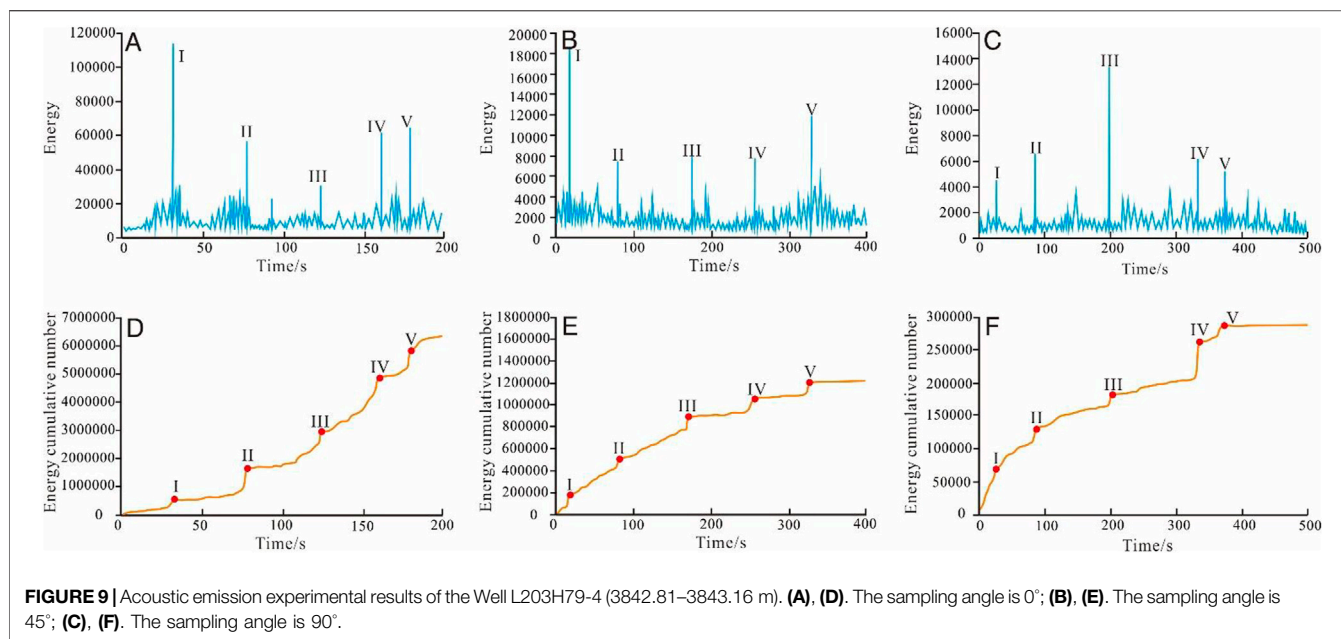 A
Energy
120000
100000
80000
60000
40000
20000
0
I
II
III
IV
V
0 50 100 150 200
Time/s
B
Energy
20000
18000
16000
14000
12000
10000
8000
6000
4000
2000
0
I
II
III
IV
V
0 100 200 300 400
Time/s
C
Energy
16000
14000
12000
10000
8000
6000
4000
2000
0
I
II
III
IV
V
0 100 200 300 400 500
Time/s
D
Energy cumulative number
7000000
6000000
5000000
4000000
3000000
2000000
1000000
0
I
II
III
IV
V
0 50 100 150 200
Time/s
E
Energy cumulative number
1800000
1600000
1400000
1200000
1000000
800000
600000
400000
200000
0
I
II
III
IV
V
0 100 200 300 400
Time/s
F
Energy cumulative number
300000
250000
200000
150000
100000
50000
0
I
II
III
IV
V
0 100 200 300 400 500
Time/s
FIGURE 9 | Acoustic emission experimental results of the Well L203H79-4 (3842.81–3843.16 m). (A), (D). The sampling angle is 0°; (B), (E). The sampling angle is
45°; (C), (F). The sampling angle is 90°.